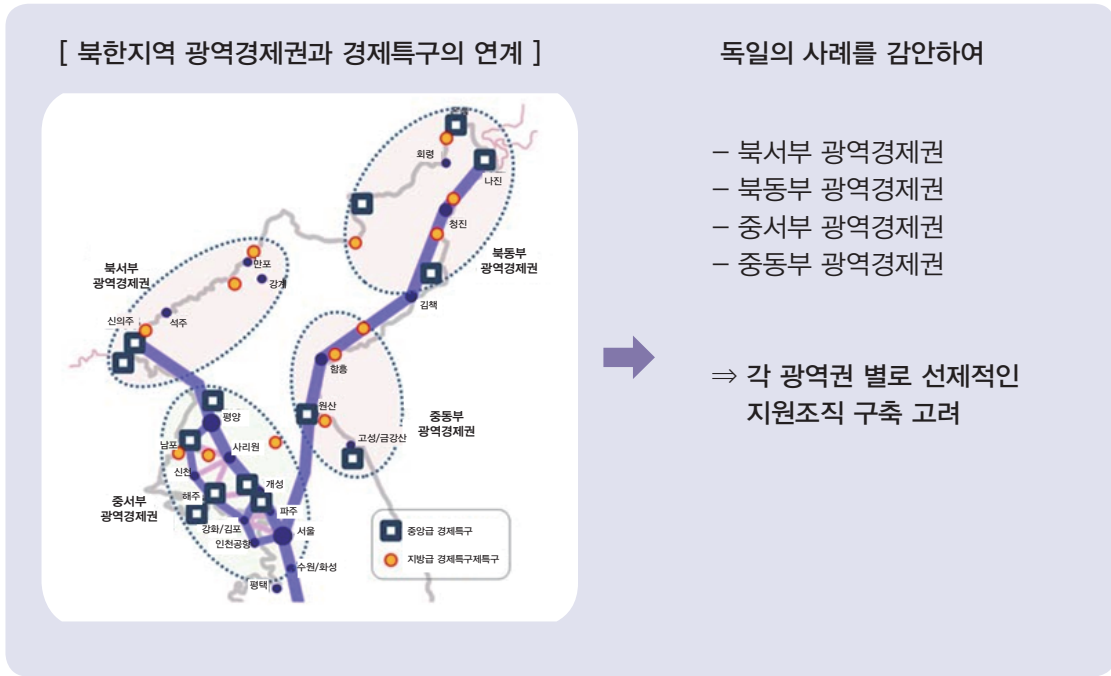 [ 북한지역 광역경제권과 경제특구의 연계 ]
회령
나진
청진
북동부
광역경제권
만포
강계
북서부
광역경제권
김책
신의주
석주
함흥
원산
중동부
광역경제권
평양
고성/금강산
남포
사리원
신천
개성
해주
중서부
광역경제권
파주
강화/김포
서울
인천공항
수원/화성
평택
중앙급 경제특구
지방급 경제특구제특구
독일의 사례를 감안하여
– 북서부 광역경제권
– 북동부 광역경제권
– 중서부 광역경제권
– 중동부 광역경제권
⇒ 각 광역권 별로 선제적인
지원조직 구축 고려